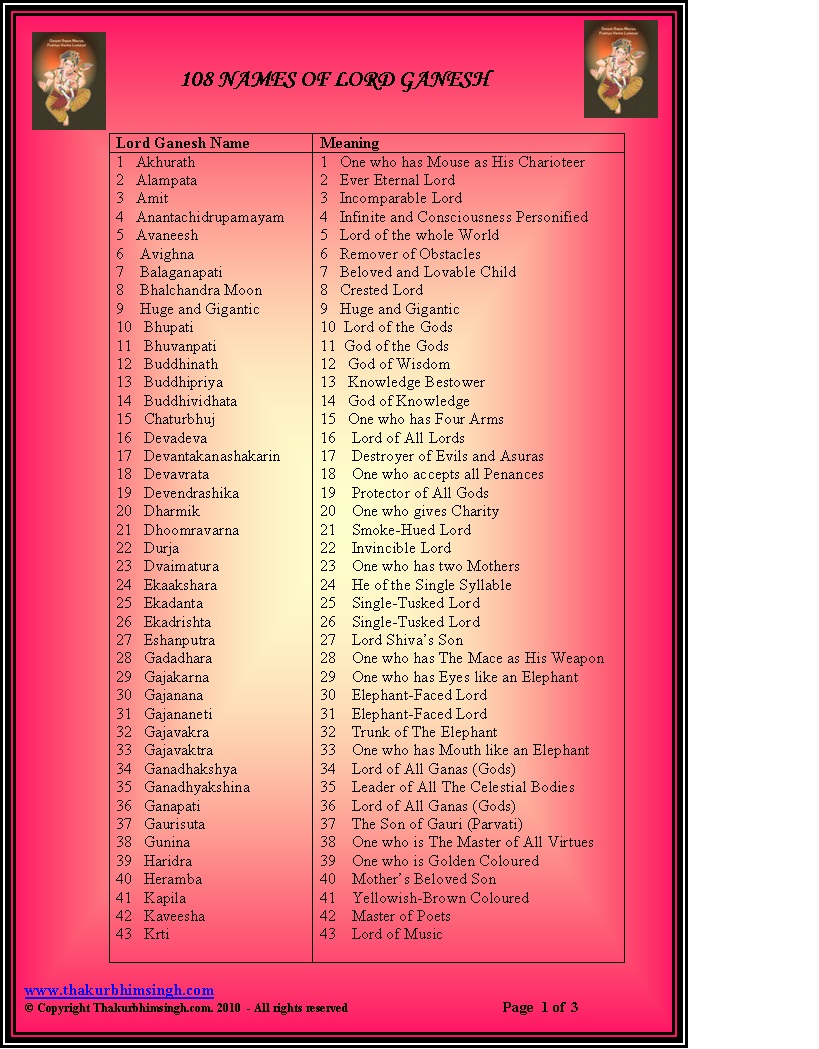 108 NAMES OF LORD GANESH
Lord Ganesh Name Meaning
1 Akhurath 1 One who has Mouse as His Charioteer
2 Alampata 2 Ever Eternal Lord
3 Amit 3 Incomparable Lord
4 Anantachidrupamayam 4 Infinite and Consciousness Personified
5 Avaneesh 5 Lord of the whole World
6 Avighna 6 Remover of Obstacles
7 Balaganapati 7 Beloved and Lovable Child
8 Bhalchandra Moon 8 Crested Lord
9 Huge and Gigantic 9 Huge and Gigantic
10 Bhupati 10 Lord of the Gods
11 Bhuvanpati 11 God of the Gods
12 Buddhinath 12 God of Wisdom
13 Buddhipriya 13 Knowledge Bestower
14 Buddhividhata 14 God of Knowledge
15 Chaturbhuj 15 One who has Four Arms
16 Devadeva 16 Lord of All Lords
17 Devantakanashakarin 17 Destroyer of Evils and Asuras
18 Devavrata 18 One who accepts all Penances
19 Devendrashika 19 Protector of All Gods
20 Dharmik 20 One who gives Charity
21 Dhoomravarna 21 Smoke-Hued Lord
22 Durja 22 Invincible Lord
23 Dvaimatura 23 One who has two Mothers
24 Ekaakshara 24 He of the Single Syllable
25 Ekadanta 25 Single-Tusked Lord
26 Ekadrishta 26 Single-Tusked Lord
27 Eshanputra 27 Lord Shiva's Son
28 Gadadhara 28 One who has The Mace as His Weapon
29 Gajakarna 29 One who has Eyes like an Elephant
30 Gajanana 30 Elephant-Faced Lord
31 Gajananeti 31 Elephant-Faced Lord
32 Gajavakra 32 Trunk of The Elephant
33 Gajavaktra 33 One who has Mouth like an Elephant
34 Ganadhakshya 34 Lord of All Ganas (Gods)
35 Ganadhyakshina 35 Leader of All The Celestial Bodies
36 Ganapati 36 Lord of All Ganas (Gods)
37 Gaurisuta 37 The Son of Gauri (Parvati)
38 Gunina 38 One who is The Master of All Virtues
39 Haridra 39 One who is Golden Coloured
40 Heramba 40 Mother's Beloved Son
41 Kapila 41 Yellowish-Brown Coloured
42 Kaveesha 42 Master of Poets
43 Krti 43 Lord of Music
www.thakurbhimsingh.com
© Copyright Thakurbhimsingh.com. 2010 - All rights reserved Page 1 of 3